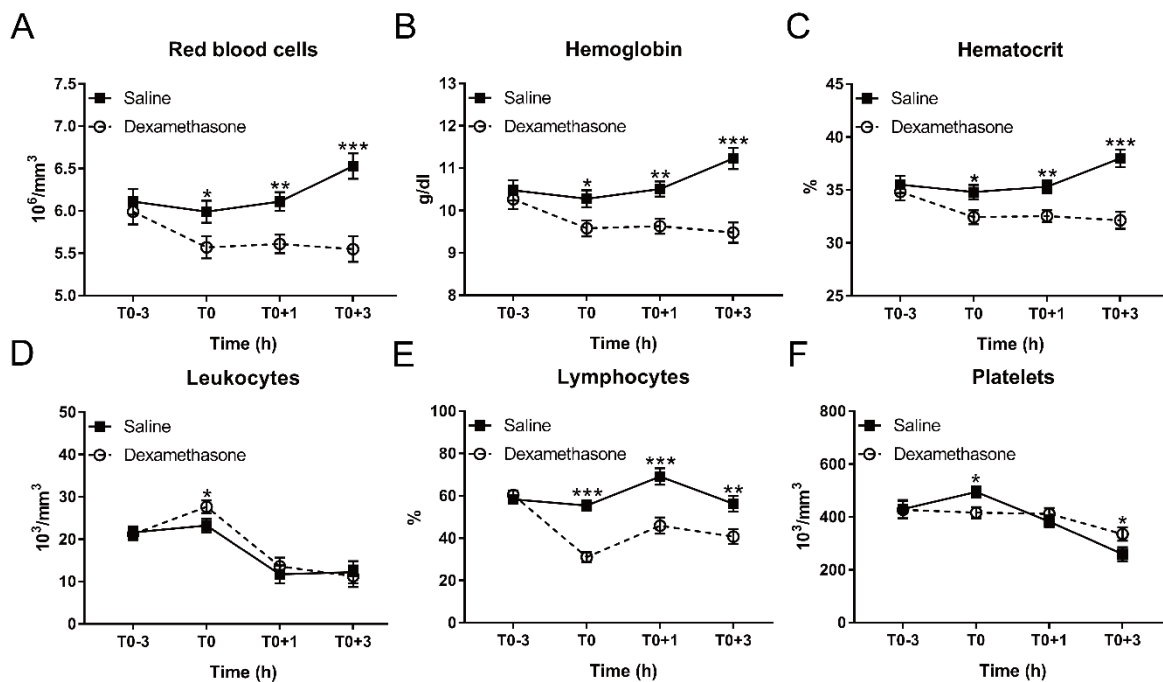 A
Red blood cells
7.5
7.0
6.5
6.0
5.5
5.0
10⁶/mm³
Saline
Dexamethasone
*
**
***
T0-3 T0 T0+1 T0+3
Time (h)
B
Hemoglobin
13
12
11
10
9
8
g/dl
Saline
Dexamethasone
*
**
***
T0-3 T0 T0+1 T0+3
Time (h)
C
Hematocrit
45
40
35
30
25
%
Saline
Dexamethasone
*
**
***
T0-3 T0 T0+1 T0+3
Time (h)
D
Leukocytes
50
40
30
20
10
0
10³/mm³
Saline
Dexamethasone
*
T0-3 T0 T0+1 T0+3
Time (h)
E
Lymphocytes
100
80
60
40
20
0
%
Saline
Dexamethasone
***
***
**
T0-3 T0 T0+1 T0+3
Time (h)
F
Platelets
800
600
400
200
0
10³/mm³
Saline
Dexamethasone
*
*
T0-3 T0 T0+1 T0+3
Time (h)